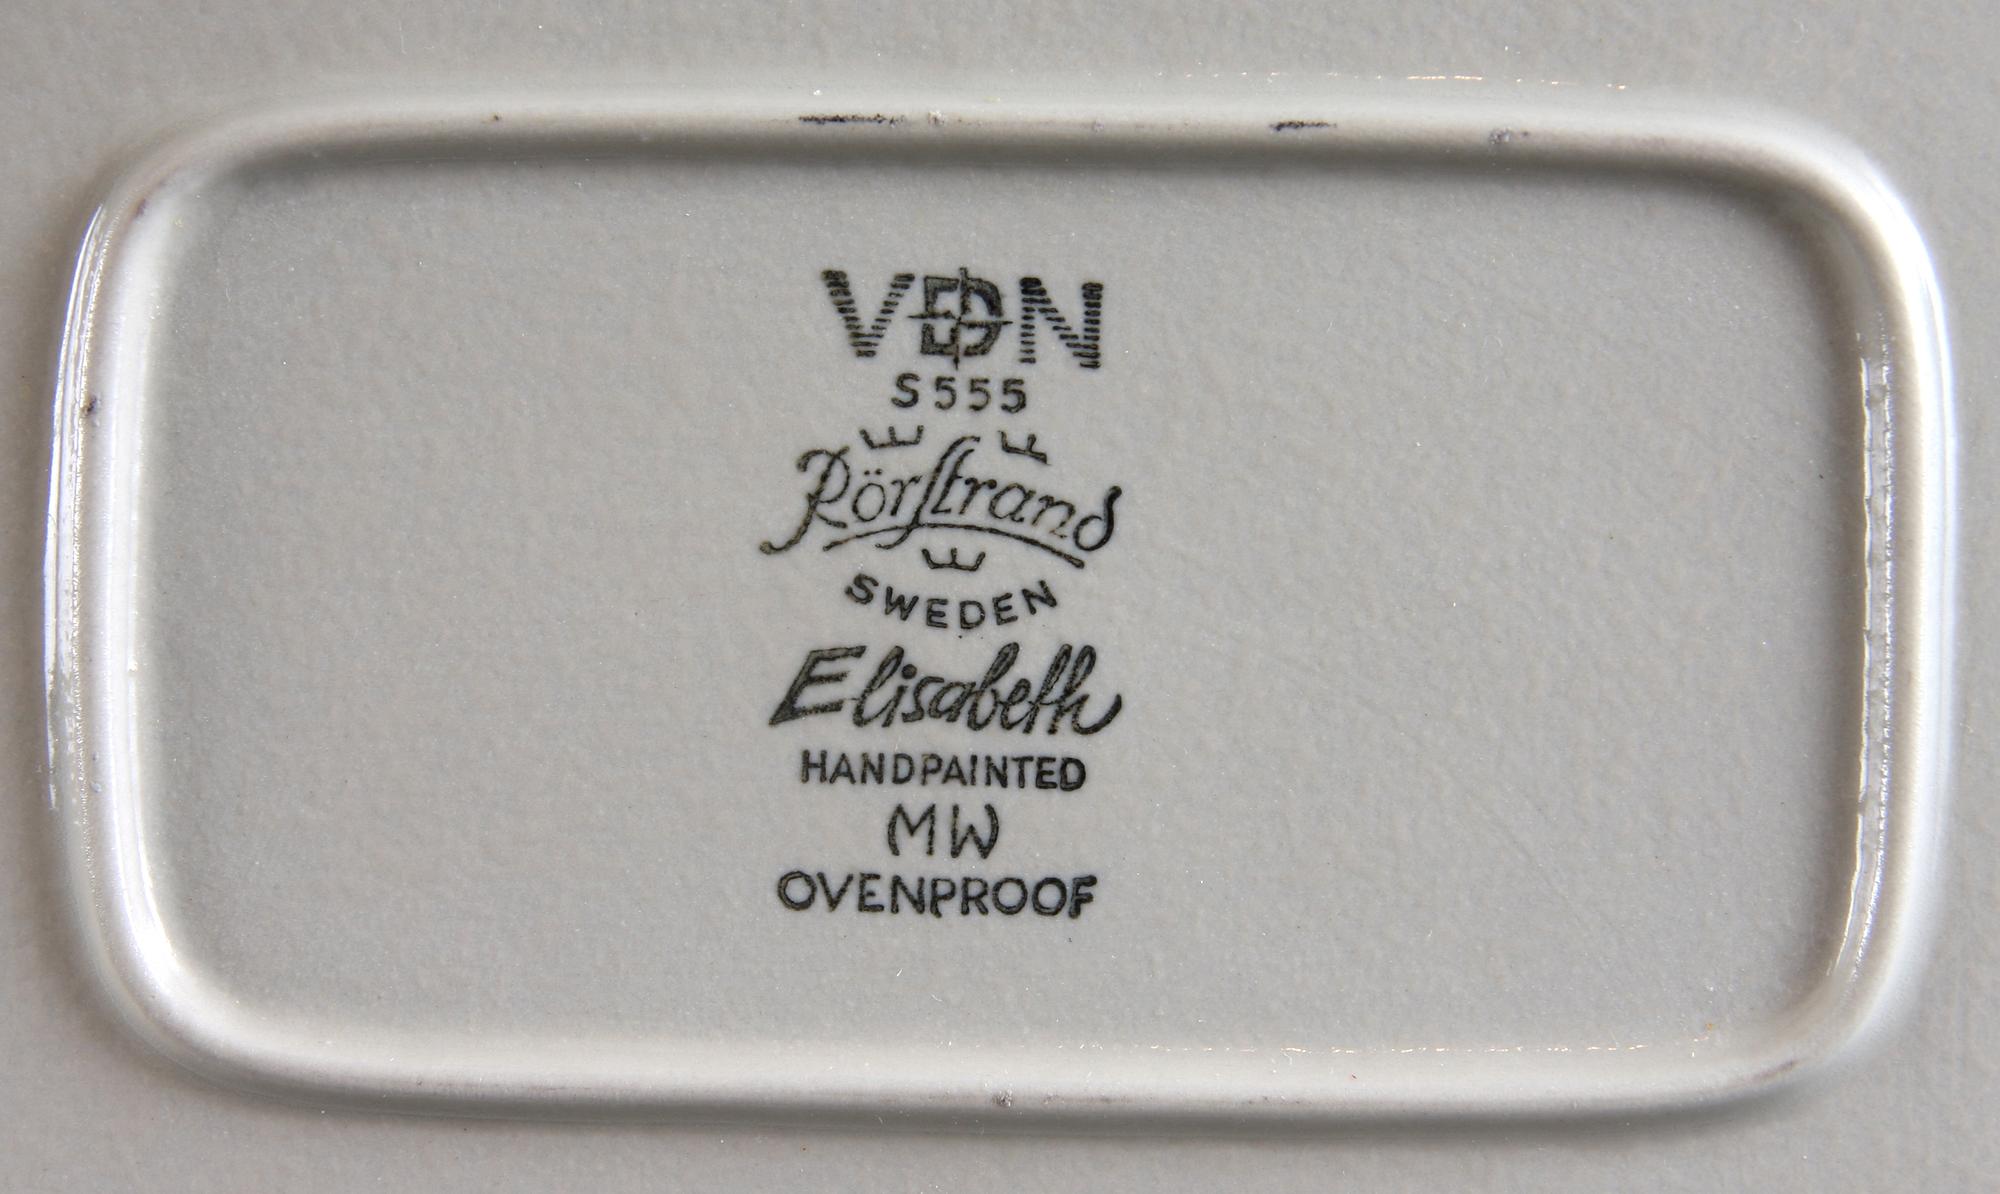 VDN
S555
Rörstrand
SWEDEN
Elisabeth
HANDPAINTED
MW
OVENPROOF